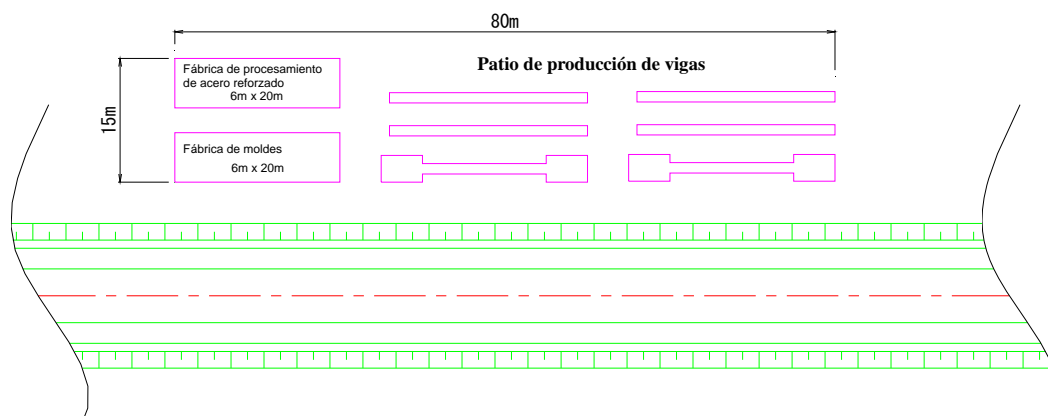 80m
Patio de producción de vigas
Fábrica de procesamiento
de acero reforzado
6m x 20m
15m
Fábrica de moldes
6m x 20m